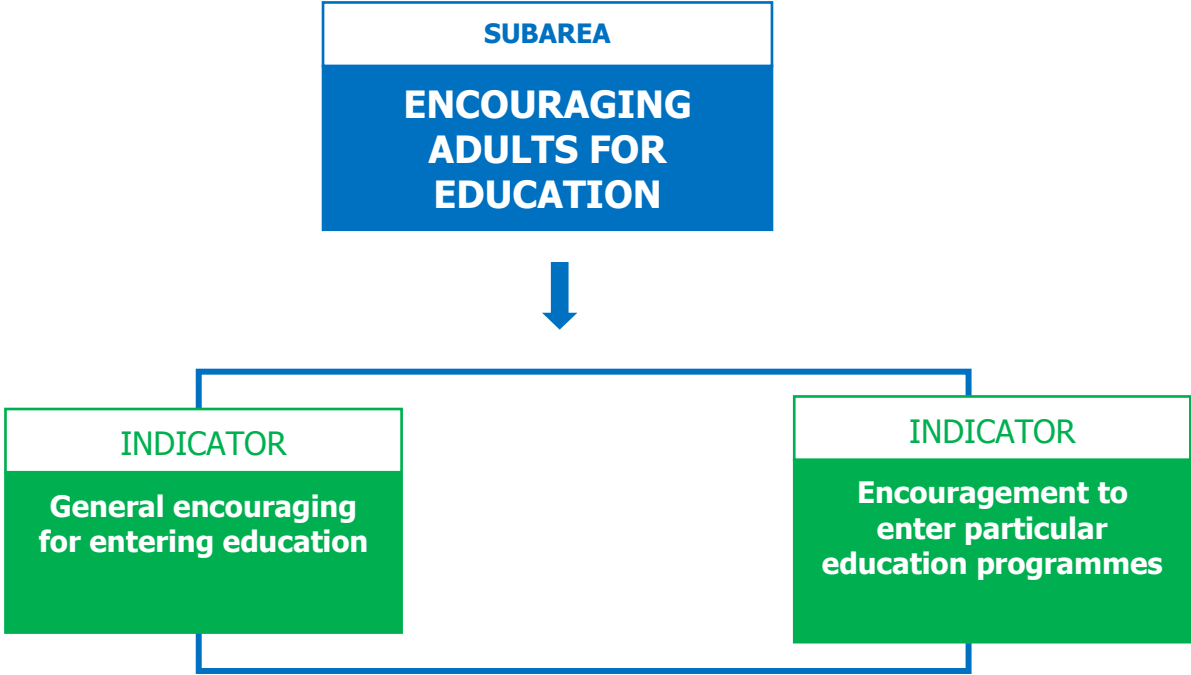 SUBAREA
ENCOURAGING
ADULTS FOR
EDUCATION
INDICATOR
General encouraging
for entering education
INDICATOR
Encouragement to
enter particular
education programmes